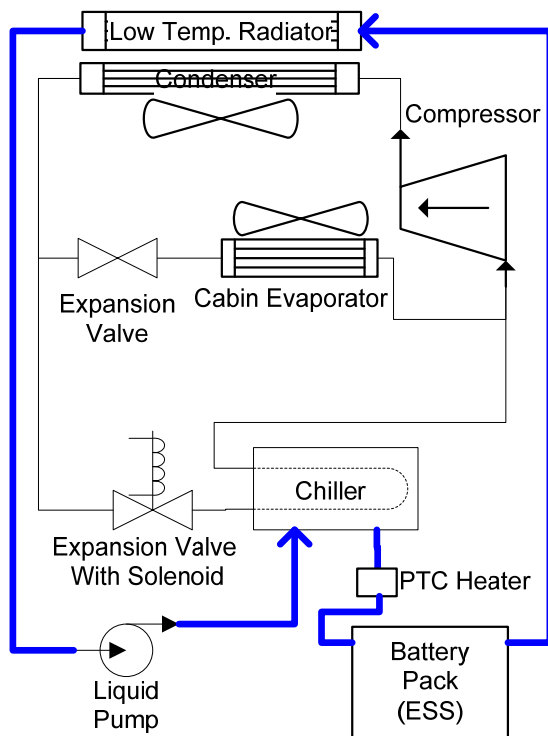 Low Temp. Radiator
Condenser
Compressor
Expansion
Valve
Cabin Evaporator
Chiller
Expansion Valve
With Solenoid
PTC Heater
Liquid
Pump
Battery
Pack
(ESS)